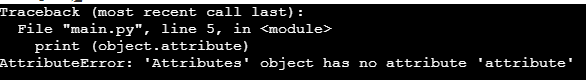 Traceback (most recent call last):
  File "main.py", line 5, in <module>
    print (object.attribute)
AttributeError: 'Attributes' object has no attribute 'attribute'